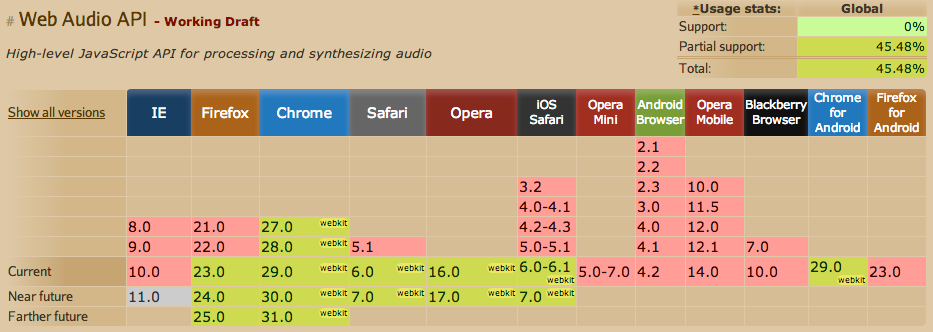 # Web Audio API - Working Draft
High-level JavaScript API for processing and synthesizing audio
*Usage stats: Global
Support: 0%
Partial support: 45.48%
Total: 45.48%
Show all versions IE Firefox Chrome Safari Opera iOS Safari Opera Mini Android Browser Opera Mobile Blackberry Browser Chrome for Android Firefox for Android
2.1
2.2
3.2 2.3 10.0
4.0-4.1 3.0 11.5
8.0 21.0 27.0 webkit 4.2-4.3 4.0 12.0
9.0 22.0 28.0 webkit 5.1 5.0-5.1 4.1 12.1 7.0
Current 10.0 23.0 29.0 webkit 6.0 webkit 16.0 webkit 6.0-6.1 webkit 5.0-7.0 4.2 14.0 10.0 29.0 webkit 23.0
Near future 11.0 24.0 30.0 webkit 7.0 webkit 17.0 webkit 7.0 webkit
Farther future 25.0 31.0 webkit